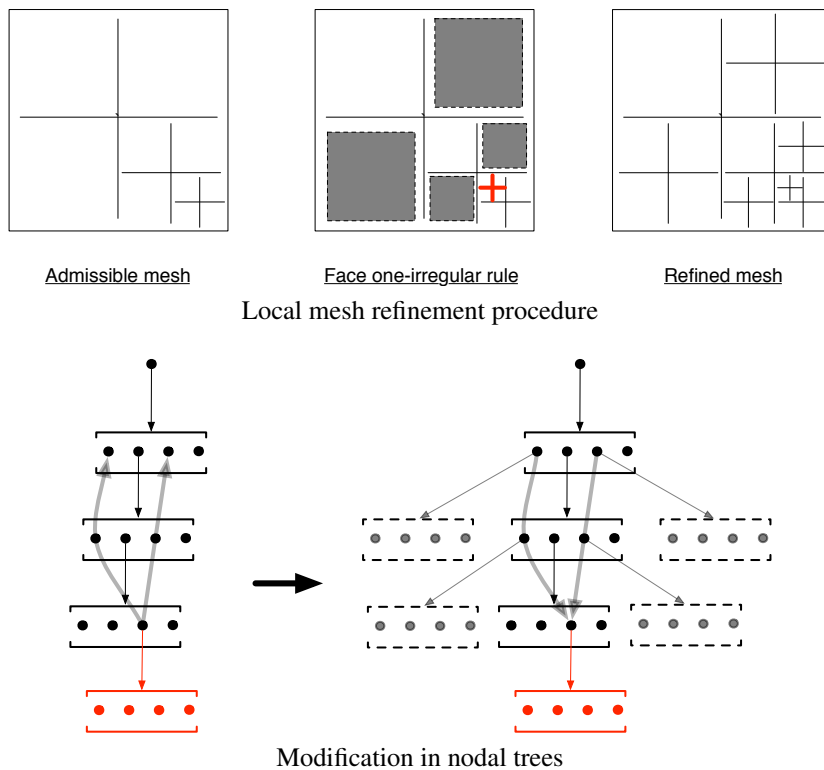 Admissible mesh
Face one-irregular rule
Refined mesh
Local mesh refinement procedure
Modification in nodal trees